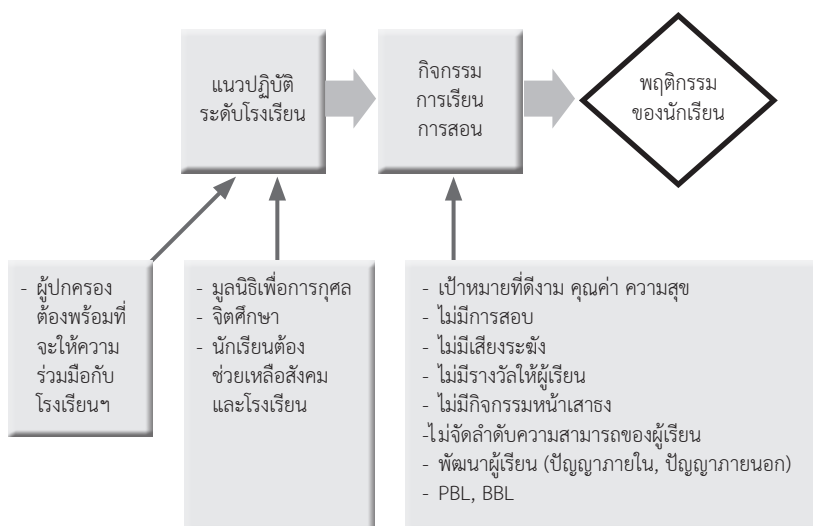 แนวปฏิบัติ
ระดับโรงเรียน
กิจกรรม
การเรียน
การสอน
พฤติกรรม
ของนักเรียน
- ผู้ปกครอง
ต้องพร้อมที่
จะให้ความ
ร่วมมือกับ
โรงเรียนฯ
- มูลนิธิเพื่อการกุศล
- จิตศึกษา
- นักเรียนต้อง
ช่วยเหลือสังคม
และโรงเรียน
- เป้าหมายที่ดีงาม คุณค่า ความสุข
- ไม่มีการสอบ
- ไม่มีเสียงระฆัง
- ไม่มีรางวัลให้ผู้เรียน
- ไม่มีกิจกรรมหน้าเสาธง
-ไม่จัดลำดับความสามารถของผู้เรียน
- พัฒนาผู้เรียน (ปัญญาภายใน, ปัญญาภายนอก)
- PBL, BBL